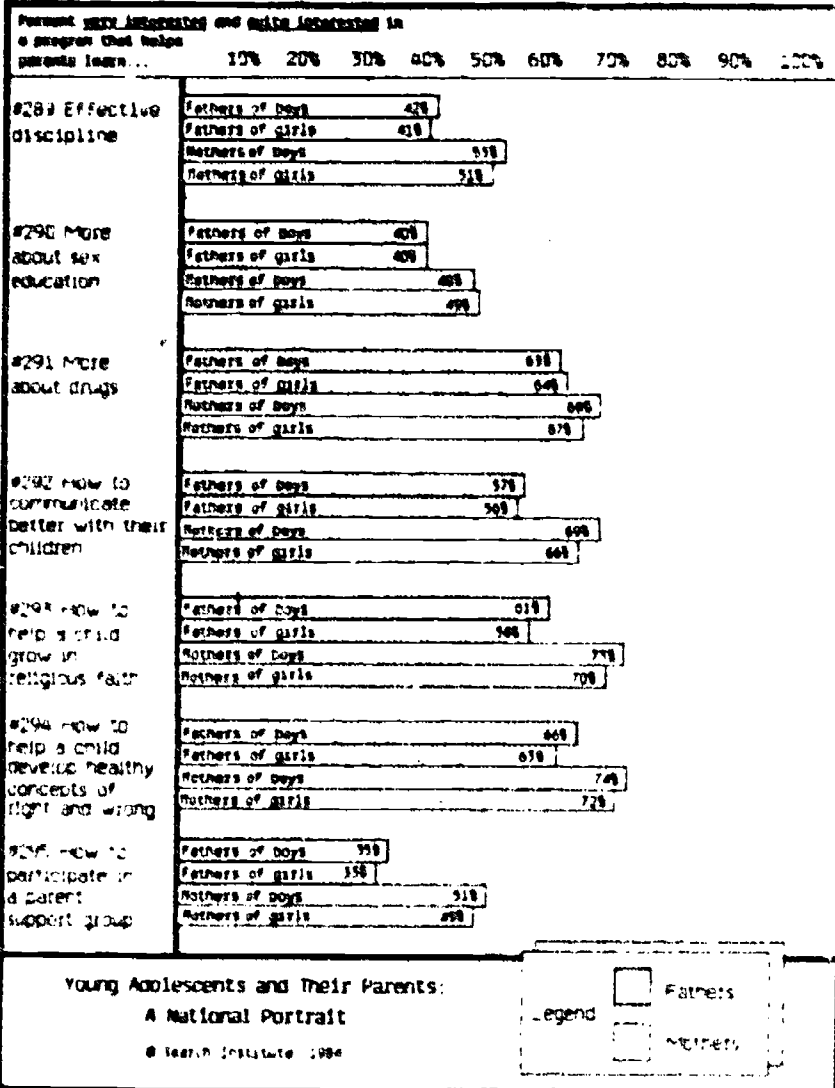 Percent very interested and quite interested in
a program that helps
parents learn... 10% 20% 30% 40% 50% 60% 70% 80% 90% 100%
#289 Effective
discipline
Fathers of boys 42%
Fathers of girls 41%
Mothers of boys 53%
Mothers of girls 51%
#290 More
about sex
education
Fathers of boys 40%
Fathers of girls 40%
Mothers of boys 48%
Mothers of girls 49%
#291 More
about drugs
Fathers of boys 63%
Fathers of girls 64%
Mothers of boys 69%
Mothers of girls 67%
#292 How to
communicate
better with their
children
Fathers of boys 57%
Fathers of girls 56%
Mothers of boys 69%
Mothers of girls 66%
#293 How to
help a child
grow in
religious faith
Fathers of boys 61%
Fathers of girls 58%
Mothers of boys 73%
Mothers of girls 70%
#294 How to
help a child
develop healthy
concepts of
right and wrong
Fathers of boys 66%
Fathers of girls 63%
Mothers of boys 74%
Mothers of girls 72%
#295 How to
participate in
a parent
support group
Fathers of boys
Fathers of girls 33%
Mothers of boys 51%
Mothers of girls
Young Adolescents and Their Parents:
A National Portrait
© Search Institute 1984
Legend
Fathers
Mothers